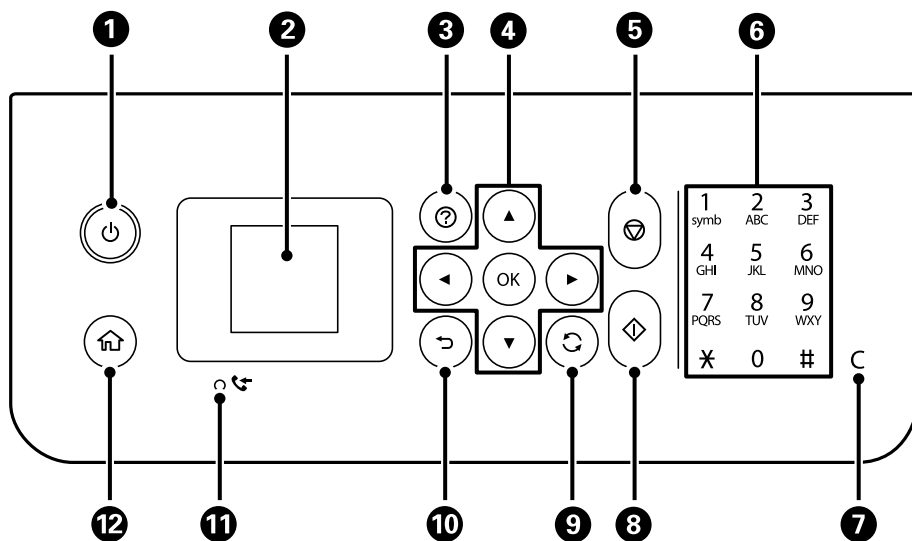 1 2 3 4 5 6
1 2 3
symb ABC DEF
? OK
4 5 6
GHI JKL MNO
7 8 9
PQRS TUV WXY
* 0 # C
12 11 10 9 8 7